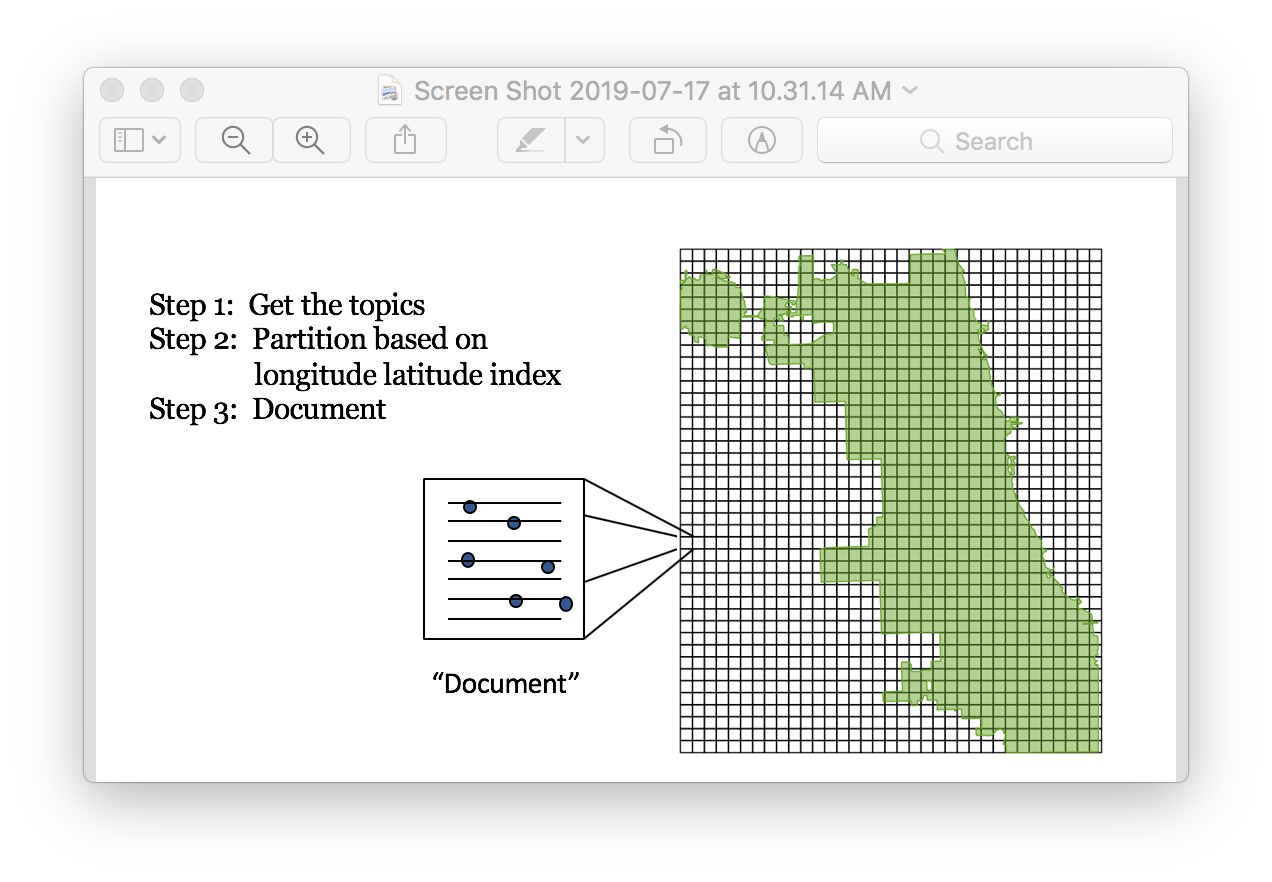 Screen Shot 2019-07-17 at 10.31.14 AM
Search
Step 1: Get the topics
Step 2: Partition based on
longitude latitude index
Step 3: Document
“Document”